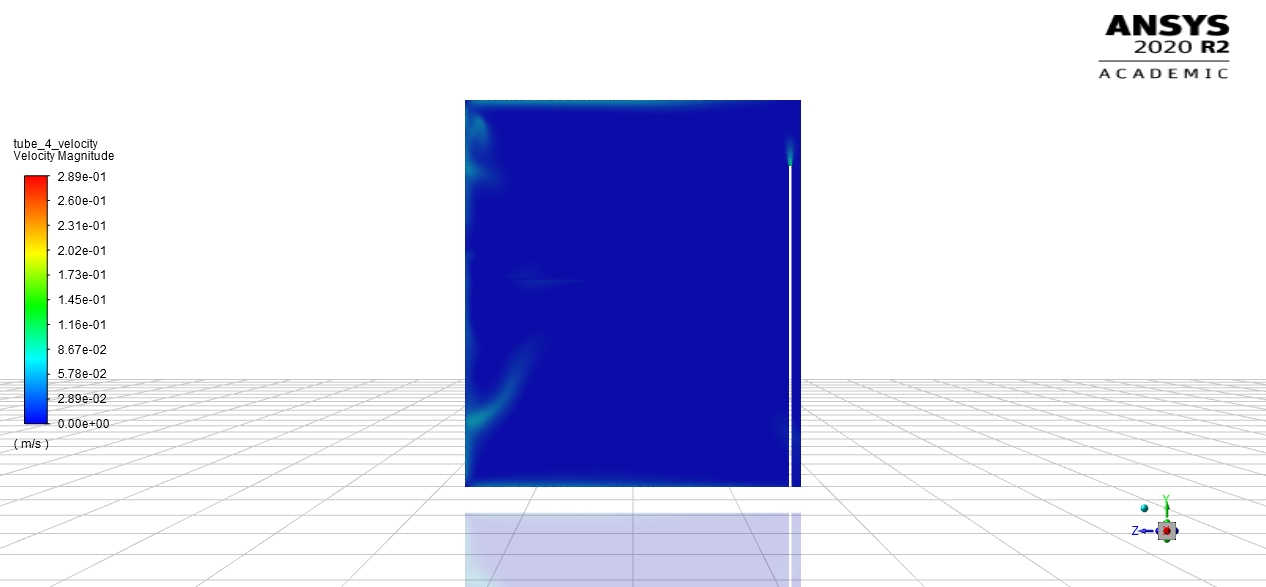 ANSYS
2020 R2
ACADEMIC
tube_4_velocity
Velocity Magnitude
2.89e-01
2.60e-01
2.31e-01
2.02e-01
1.73e-01
1.45e-01
1.16e-01
8.67e-02
5.78e-02
2.89e-02
0.00e+00
( m/s )
Y
Z